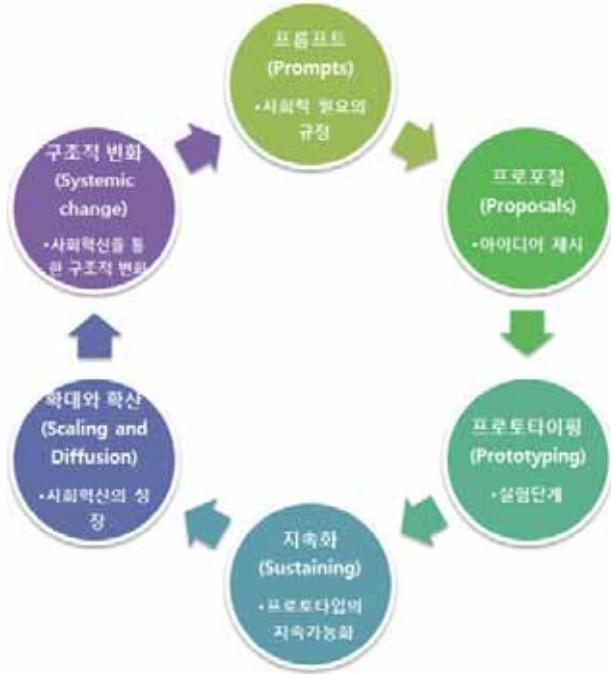 프롬프트
(Prompts)
•사회적 필요의
규정
프로포절
(Proposals)
•아이디어 제시
프로토타이핑
(Prototyping)
•실험단계
지속화
(Sustaining)
•프로토타입의
지속가능화
확대와 확산
(Scaling and
Diffusion)
•사회혁신의 성
장
구조적 변화
(Systemic
change)
•사회혁신을 통
한 구조적 변화